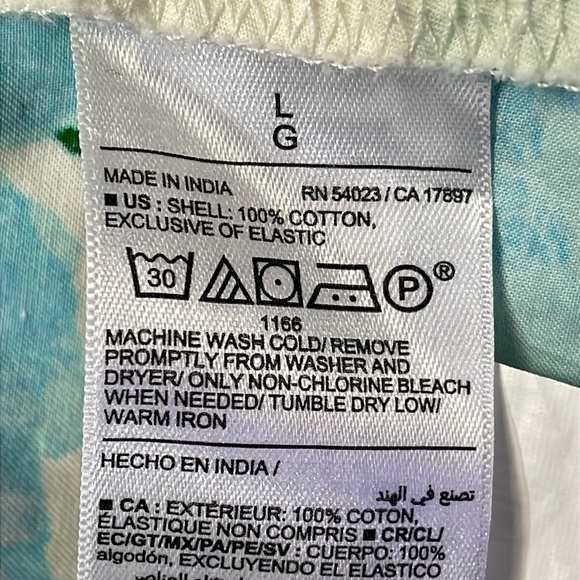 L
G
MADE IN INDIA RN 54023 / CA 17897
■ US : SHELL: 100% COTTON,
EXCLUSIVE OF ELASTIC
30 P ®
1166
MACHINE WASH COLD/ REMOVE
PROMPTLY FROM WASHER AND
DRYER/ ONLY NON-CHLORINE BLEACH
WHEN NEEDED/ TUMBLE DRY LOW/
WARM IRON
HECHO EN INDIA /
تصنع في الهند
■ CA : EXTÉRIEUR: 100% COTON,
ÉLASTIQUE NON COMPRIS ■ CR/CL/
EC/GT/MX/PA/PE/SV : CUERPO: 100%
algodón, EXCLUYENDO EL ELASTICO